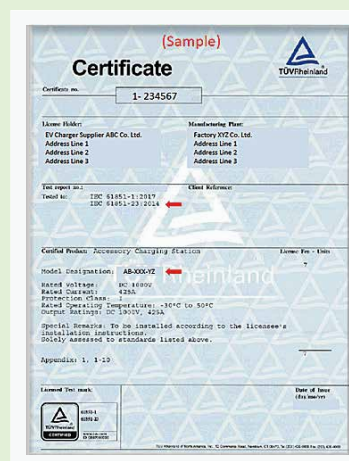 (Sample)
Certificate
TÜVRheinland
Certificate no.
1- 234567
License Holder:
EV Charger Supplier ABC Co. Ltd.
Address Line 1
Address Line 2
Address Line 3
Manufacturing Plant:
Factory XYZ Co. Ltd.
Address Line 1
Address Line 2
Address Line 3
Test report no.:
Client Reference:
Tested to: IEC 61851-1:2017
IEC 61851-23:2014
Certified Product: Accessory Charging Station
License Fee - Units
7
Model Designation: AB-XXX-YZ
Rated Voltage: DC 1000V
Rated Current: 425A
Protection Class: I
Rated Operating Temperature: -30°C to 50°C
Output Ratings: DC 1000V, 425A
Special Remarks: To be installed according to the licensee's
installation instructions.
Solely assessed to standards listed above.
Appendix: 1, 1-10
7
Licensed Test mark:
Date of Issue
(day/mo/yr)
TÜVRheinland
CERTIFIED